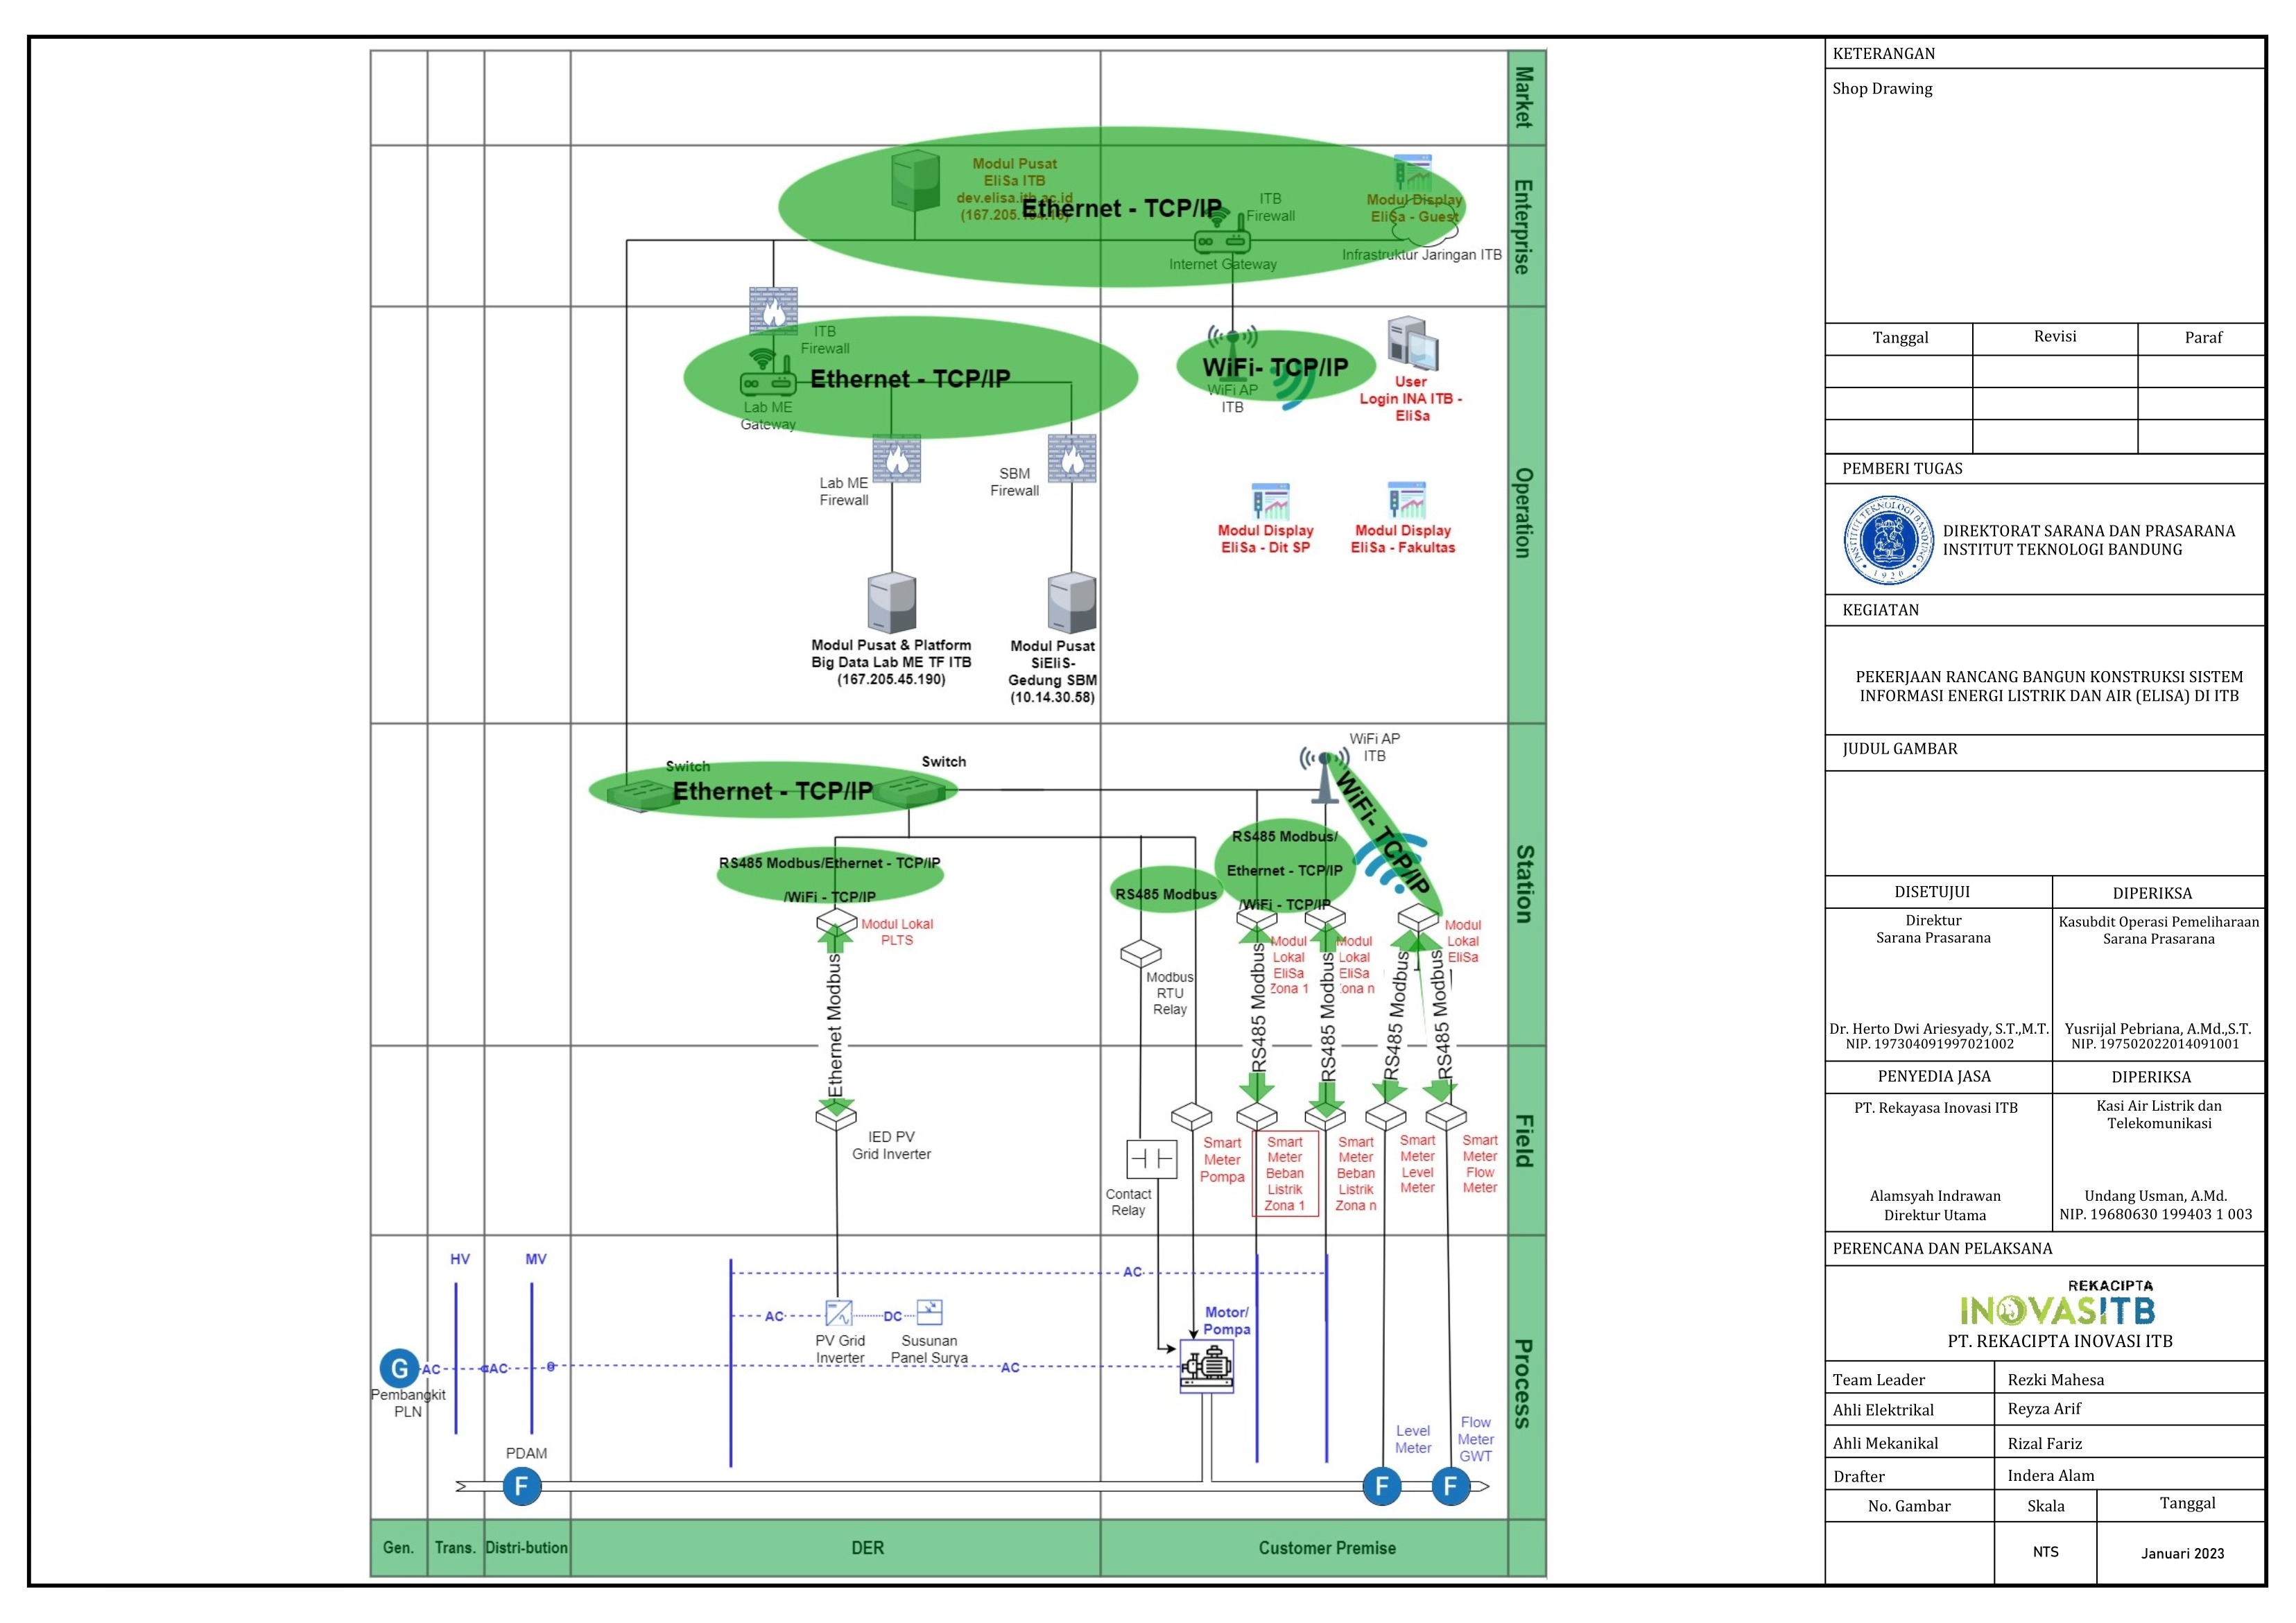 Market
Enterprise
Operation
Station
Field
Process
Modul Pusat
EliSa ITB
dev.elisa.itb.ac.id
Ethernet - TCP/IP
ITB
Firewall
Internet Gateway
Modul Display
EliSa - Guest
Infrastruktur Jaringan ITB
ITB
Firewall
Ethernet - TCP/IP
Lab ME
Gateway
WiFi- TCP/IP
WiFi AP
ITB
User
Login INA ITB -
EliSa
Lab ME
Firewall
SBM
Firewall
Modul Display
EliSa - Dit SP
Modul Display
EliSa - Fakultas
Modul Pusat & Platform
Big Data Lab ME TF ITB
(167.205.45.190)
Modul Pusat
SiEliS-
Gedung SBM
(10.14.30.58)
Switch
Ethernet - TCP/IP
Switch
WiFi AP
ITB
WiFi- TCP/IP
RS485 Modbus/Ethernet - TCP/IP
/WiFi - TCP/IP
RS485 Modbus
RS485 Modbus/
Ethernet - TCP/IP
/WiFi - TCP/IP
Modul Lokal
PLTS
Modbus
RTU
Relay
Modul
Lokal
EliSa
Zona 1
Modul
Lokal
EliSa
Zona n
Modul
Lokal
EliSa
Ethernet Modbus
RS485 Modbus
RS485 Modbus
RS485 Modbus
RS485 Modbus
IED PV
Grid Inverter
Contact
Relay
Smart
Meter
Pompa
Smart
Meter
Beban
Listrik
Zona 1
Smart
Meter
Beban
Listrik
Zona n
Smart
Meter
Level
Meter
Smart
Meter
Flow
Meter
HV
MV
AC
AC
DC
PV Grid
Inverter
Susunan
Panel Surya
Motor/
Pompa
G
AC
AC
AC
Pembangkit
PLN
PDAM
F
Level
Meter
F
Flow
Meter
GWT
F
Gen.
Trans.
Distri-bution
DER
Customer Premise
KETERANGAN
Shop Drawing
Tanggal
Revisi
Paraf
PEMBERI TUGAS
INSTITUT TEKNOLOGI BANDUNG
1920
DIREKTORAT SARANA DAN PRASARANA
INSTITUT TEKNOLOGI BANDUNG
KEGIATAN
PEKERJAAN RANCANG BANGUN KONSTRUKSI SISTEM
INFORMASI ENERGI LISTRIK DAN AIR (ELISA) DI ITB
JUDUL GAMBAR
DISETUJUI
DIPERIKSA
Direktur
Sarana Prasarana
Kasubdit Operasi Pemeliharaan
Sarana Prasarana
Dr. Herto Dwi Ariesyady, S.T.,M.T.
NIP. 197304091997021002
Yusrijal Pebriana, A.Md.,S.T.
NIP. 197502022014091001
PENYEDIA JASA
DIPERIKSA
PT. Rekayasa Inovasi ITB
Kasi Air Listrik dan
Telekomunikasi
Alamsyah Indrawan
Direktur Utama
Undang Usman, A.Md.
NIP. 19680630 199403 1 003
PERENCANA DAN PELAKSANA
REKACIPTA
INOVASITB
PT. REKACIPTA INOVASI ITB
Team Leader
Rezki Mahesa
Ahli Elektrikal
Reyza Arif
Ahli Mekanikal
Rizal Fariz
Drafter
Indera Alam
No. Gambar
Skala
Tanggal
NTS
Januari 2023